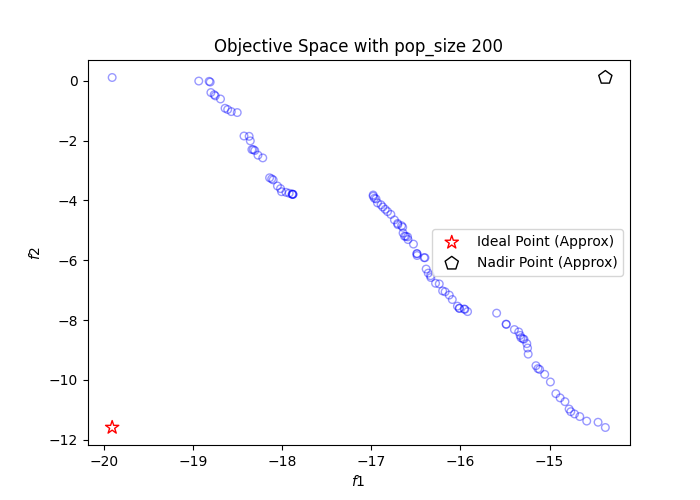 Objective Space with pop_size 200
0
−2
−4
−6
−8
−10
−12
f2
Ideal Point (Approx)
Nadir Point (Approx)
−20
−19
−18
−17
−16
−15
f1